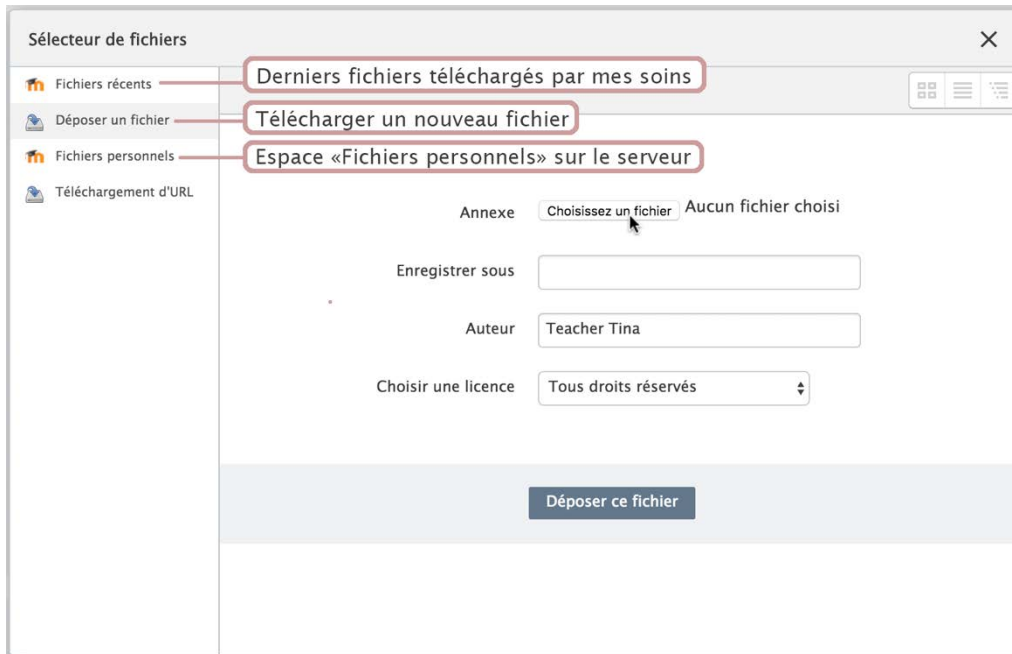 Sélecteur de fichiers
Fichiers récents
Derniers fichiers téléchargés par mes soins
Déposer un fichier
Télécharger un nouveau fichier
Fichiers personnels
Espace «Fichiers personnels» sur le serveur
Téléchargement d'URL
Annexe Choisissez un fichier Aucun fichier choisi
Enregistrer sous
Auteur Teacher Tina
Choisir une licence Tous droits réservés
Déposer ce fichier